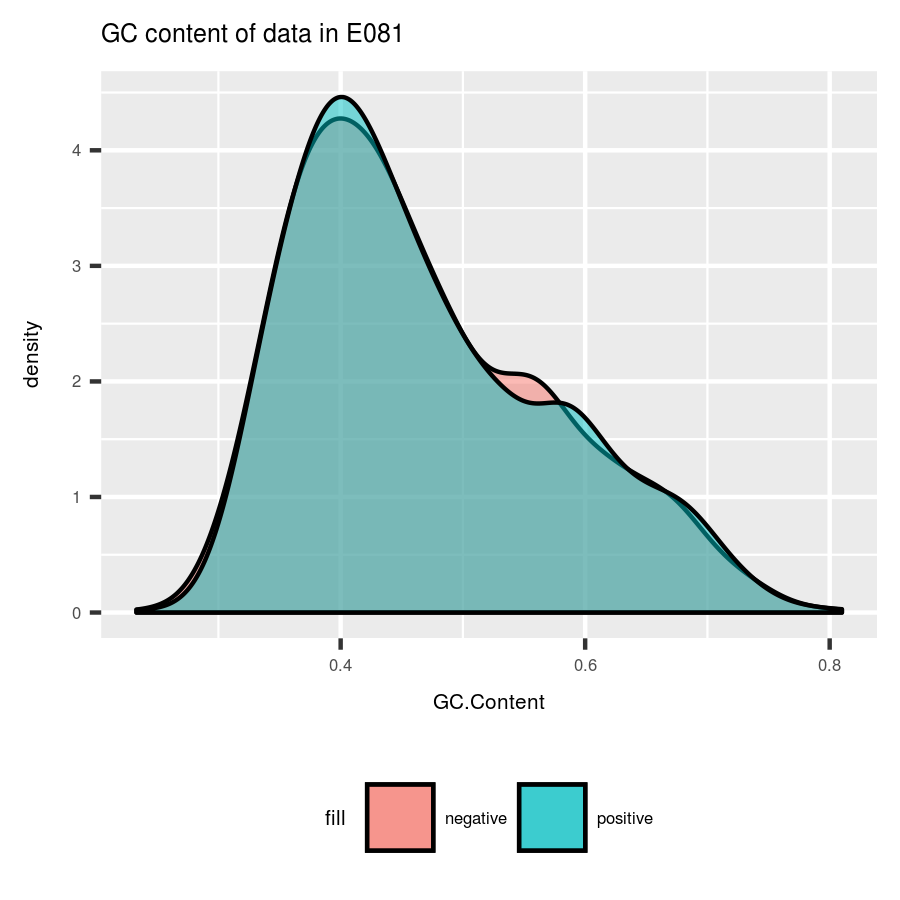 GC content of data in E081
density
4
3
2
1
0
0.4 0.6 0.8
GC.Content
fill negative positive